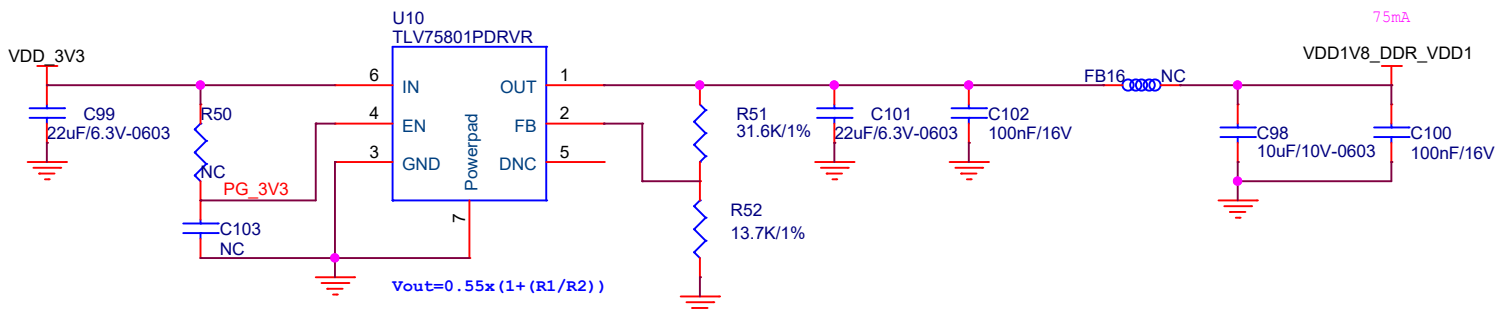 75mA
U10
TLV75801PDRVR
VDD_3V3
VDD1V8_DDR_VDD1
6
IN
OUT
1
FB16
NC
C99
22uF/6.3V-0603
R50
NC
4
EN
FB
2
R51
31.6K/1%
C101
22uF/6.3V-0603
C102
100nF/16V
C98
10uF/10V-0603
C100
100nF/16V
3
GND
DNC
5
Powerpad
7
PG_3V3
C103
NC
R52
13.7K/1%
Vout=0.55x(1+(R1/R2))